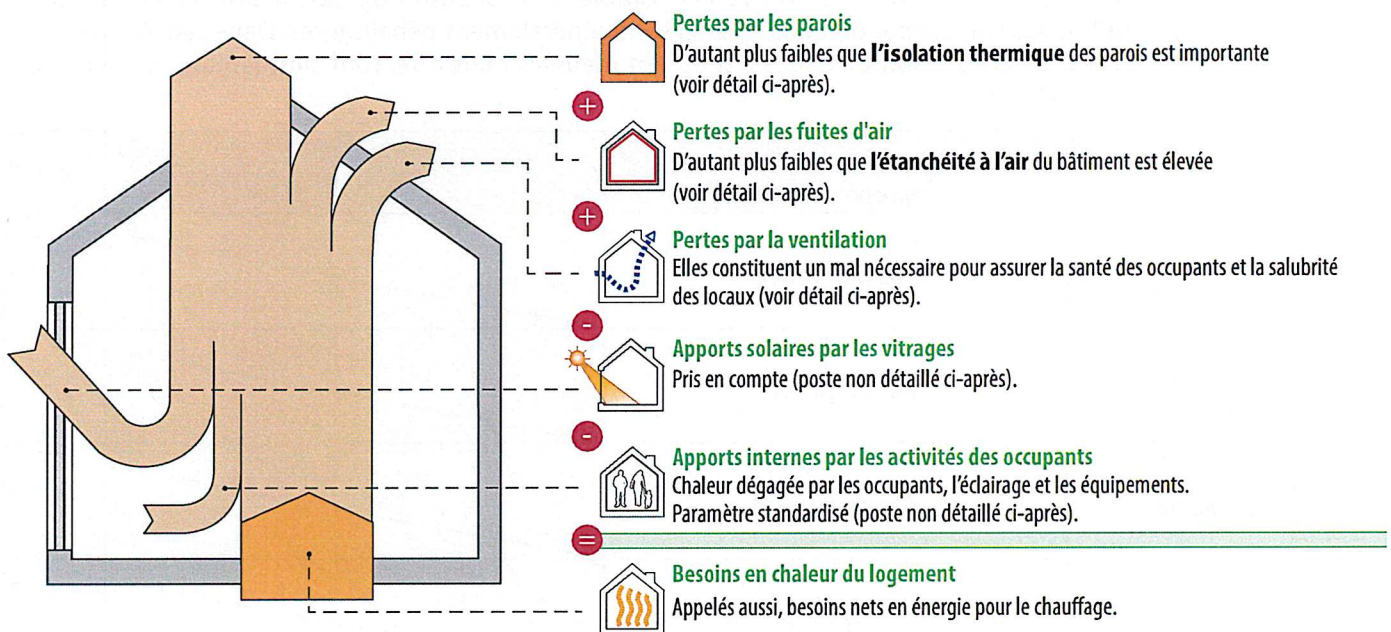 Pertes par les parois
D'autant plus faibles que l'isolation thermique des parois est importante
(voir détail ci-après).
+
Pertes par les fuites d'air
D'autant plus faibles que l'étanchéité à l'air du bâtiment est élevée
(voir détail ci-après).
+
Pertes par la ventilation
Elles constituent un mal nécessaire pour assurer la santé des occupants et la salubrité
des locaux (voir détail ci-après).
-
Apports solaires par les vitrages
Pris en compte (poste non détaillé ci-après).
-
Apports internes par les activités des occupants
Chaleur dégagée par les occupants, l'éclairage et les équipements.
Paramètre standardisé (poste non détaillé ci-après).
=
Besoins en chaleur du logement
Appelés aussi, besoins nets en énergie pour le chauffage.